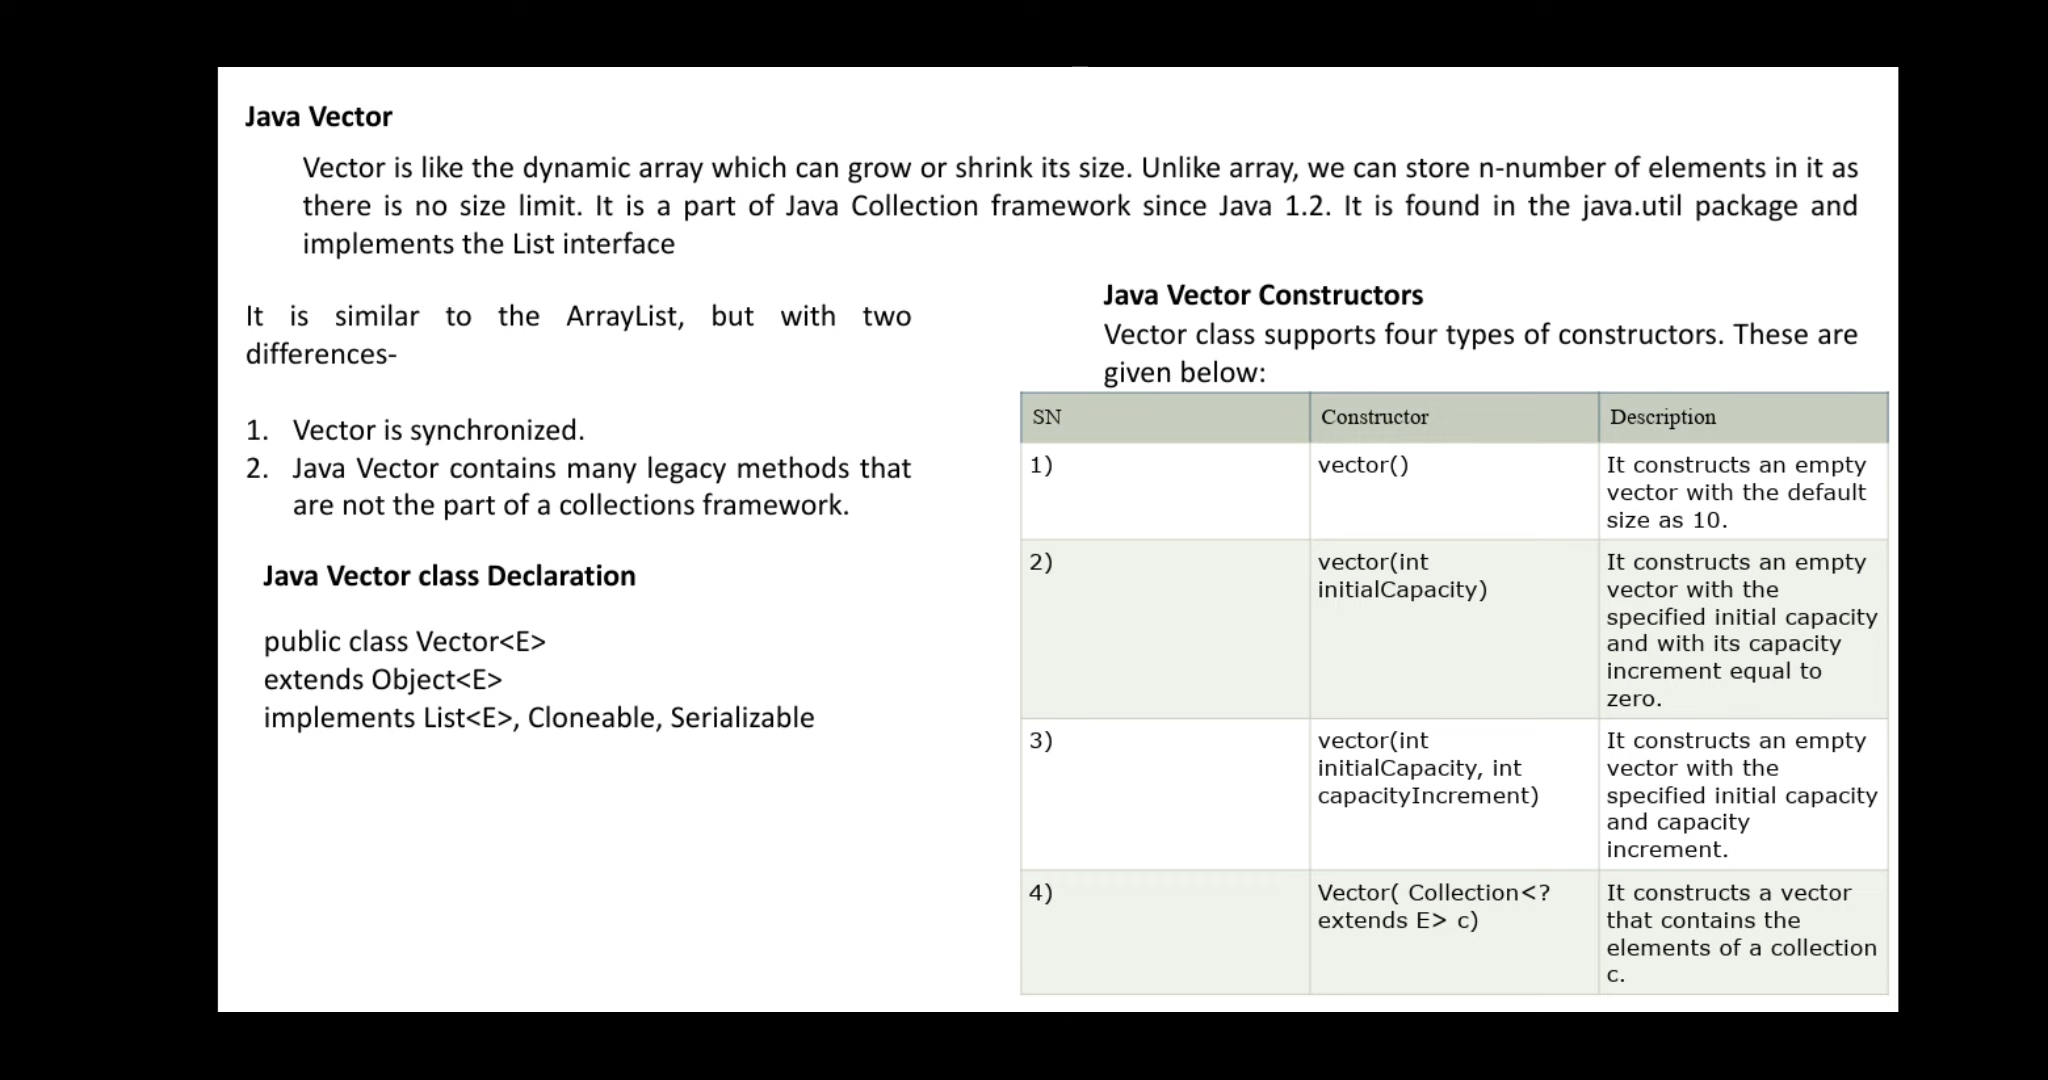 Java Vector
Vector is like the dynamic array which can grow or shrink its size. Unlike array, we can store n-number of elements in it as
there is no size limit. It is a part of Java Collection framework since Java 1.2. It is found in the java.util package and
implements the List interface
It is similar to the ArrayList, but with two
differences-
1. Vector is synchronized.
2. Java Vector contains many legacy methods that
are not the part of a collections framework.
Java Vector class Declaration
public class Vector<E>
extends Object<E>
implements List<E>, Cloneable, Serializable
Java Vector Constructors
Vector class supports four types of constructors. These are
given below:
SN Constructor Description
1) vector() It constructs an empty
vector with the default
size as 10.
2) vector(int It constructs an empty
initialCapacity) vector with the
specified initial capacity
and with its capacity
increment equal to
zero.
3) vector(int It constructs an empty
initialCapacity, int vector with the
capacityIncrement) specified initial capacity
and capacity
increment.
4) Vector( Collection<? It constructs a vector
extends E> c) that contains the
elements of a collection
c.